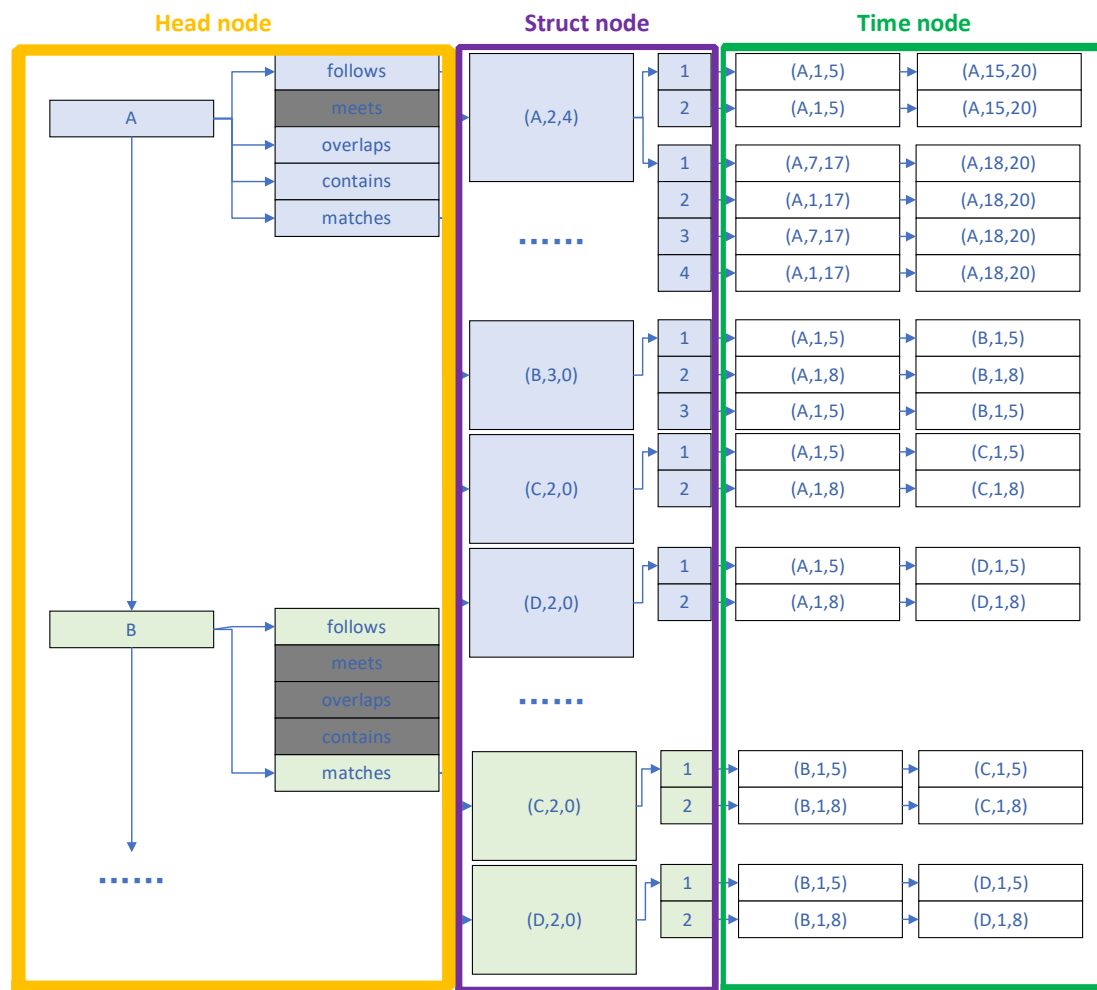 Head node
Struct node
Time node
A
follows
meets
overlaps
contains
matches
(A,2,4)
1 (A,1,5) (A,15,20)
2 (A,1,5) (A,15,20)
1 (A,7,17) (A,18,20)
2 (A,1,17) (A,18,20)
3 (A,7,17) (A,18,20)
4 (A,1,17) (A,18,20)
......
(B,3,0)
1 (A,1,5) (B,1,5)
2 (A,1,8) (B,1,8)
3 (A,1,5) (B,1,5)
(C,2,0)
1 (A,1,5) (C,1,5)
2 (A,1,8) (C,1,8)
(D,2,0)
1 (A,1,5) (D,1,5)
2 (A,1,8) (D,1,8)
......
B
follows
meets
overlaps
contains
matches
(C,2,0)
1 (B,1,5) (C,1,5)
2 (B,1,8) (C,1,8)
(D,2,0)
1 (B,1,5) (D,1,5)
2 (B,1,8) (D,1,8)
......